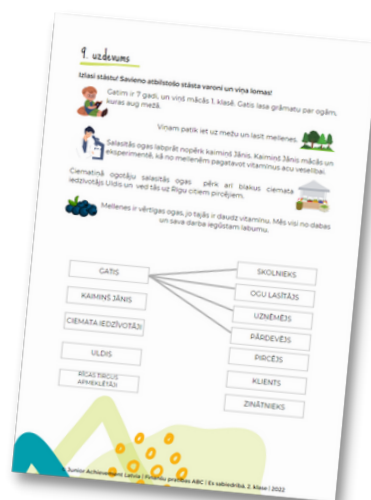 9. uzdevums
Izlasi stāstu! Savieno atbilstošo stāsta varoni un viņa lomas!
Gatim ir 7 gadi, un viņš mācās 1. klasē. Gatis lasa grāmatu par ogām,
kuras aug mežā.
Viņam patīk iet uz mežu un lasīt mellenes.
Salasītās ogas labprāt nopērk kaimiņš Jānis. Kaimiņš Jānis mācās un
eksperimentē, kā no mellenēm pagatavot vitamīnus acu veselībai.
Ciematiņā ogotāju salasītās ogas pērk arī blakus ciemata
iedzīvotājs Uldis un ved tās uz Rīgu citiem pircējiem.
Mellenes ir vērtīgas ogas, jo tajās ir daudz vitamīnu. Mēs visi no dabas
un sava darba iegūstam labumu.
GATIS
KAIMIŅŠ JĀNIS
CIEMATA IEDZĪVOTĀJI
ULDIS
RĪGAS TIRGUS
APMEKLĒTĀJI
SKOLNIEKS
OGU LASĪTĀJS
UZŅĒMĒJS
PĀRDEVĒJS
PIRCĒJS
KLIENTS
ZINĀTNIEKS
Junior Achievement Latvia | Finanšu pratības ABC | Es sabiedrībā. 2. klase | 2022